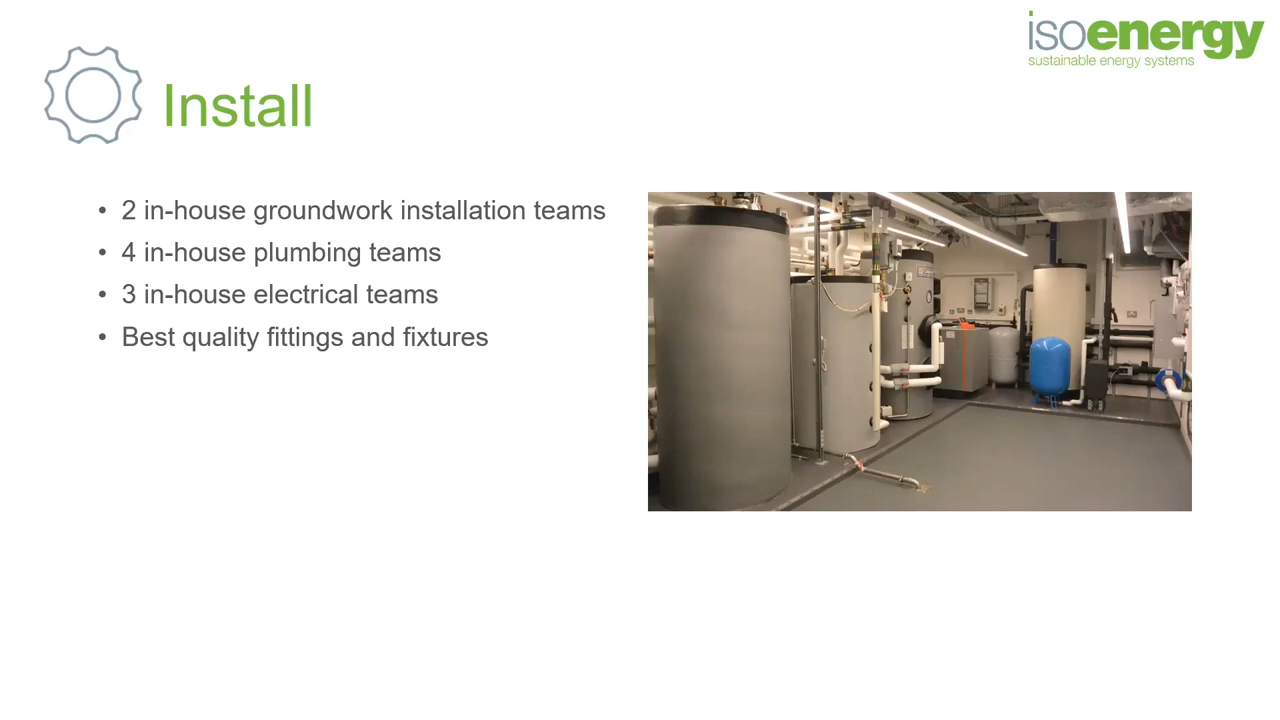 isoenergy
sustainable energy systems
Install
• 2 in-house groundwork installation teams
• 4 in-house plumbing teams
• 3 in-house electrical teams
• Best quality fittings and fixtures